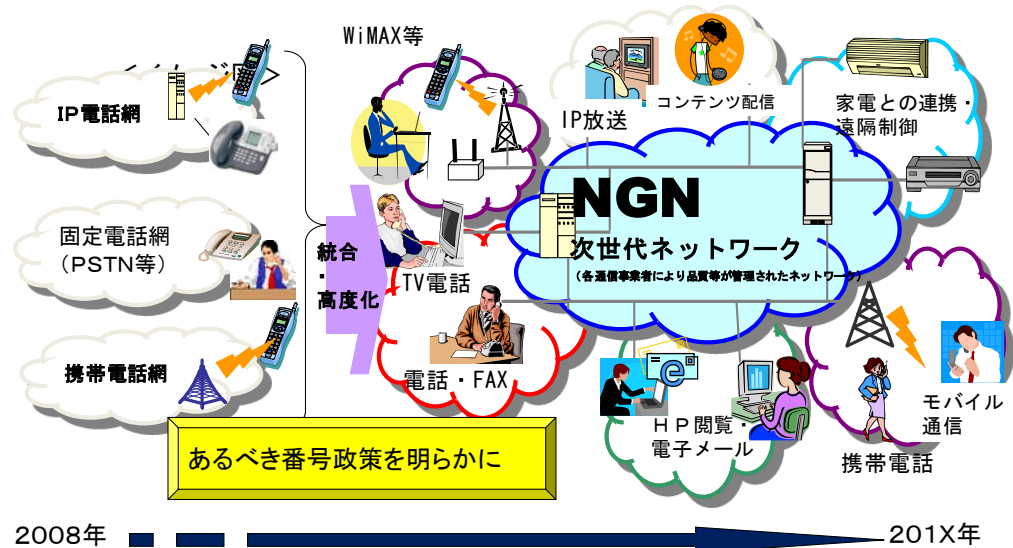 WiMAX等
IP電話網
IP放送
コンテンツ配信
家電との連携・
遠隔制御
固定電話網
(PSTN等)
統合
・
高度化
NGN
次世代ネットワーク
(各通信事業者により品質等が管理されたネットワーク)
TV電話
携帯電話網
電話・FAX
HP閲覧・
電子メール
モバイル
通信
携帯電話
あるべき番号政策を明らかに
2008年
201X年